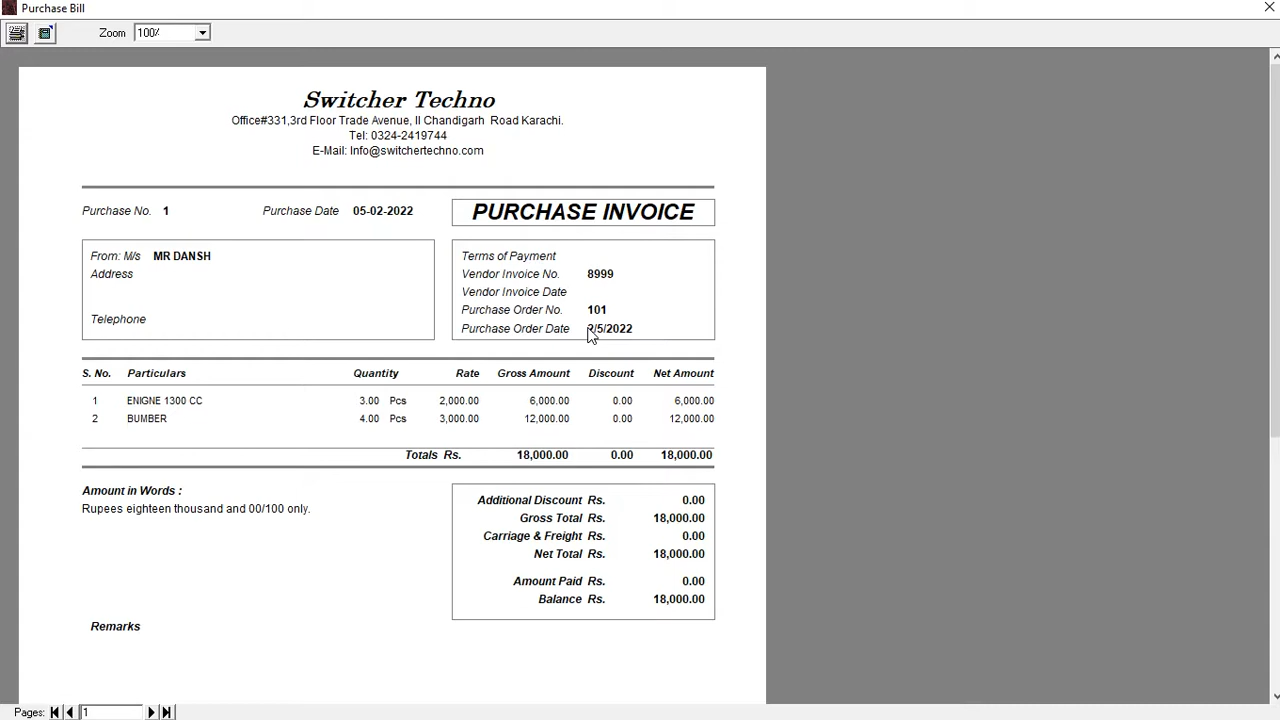 Purchase Bill
Zoom 100%
Switcher Techno
Office#331,3rd Floor Trade Avenue, II Chandigarh Road Karachi.
Tel: 0324-2419744
E-Mail: Info@switchertechno.com
Purchase No. 1 Purchase Date 05-02-2022 PURCHASE INVOICE
From: M/s MR DANSH
Address
Telephone
Terms of Payment
Vendor Invoice No. 8999
Vendor Invoice Date
Purchase Order No. 101
Purchase Order Date 2/5/2022
S. No. Particulars Quantity Rate Gross Amount Discount Net Amount
1 ENIGNE 1300 CC 3.00 Pcs 2,000.00 6,000.00 0.00 6,000.00
2 BUMBER 4.00 Pcs 3,000.00 12,000.00 0.00 12,000.00
Totals Rs. 18,000.00 0.00 18,000.00
Amount in Words :
Rupees eighteen thousand and 00/100 only.
Additional Discount Rs. 0.00
Gross Total Rs. 18,000.00
Carriage & Freight Rs. 0.00
Net Total Rs. 18,000.00
Amount Paid Rs. 0.00
Balance Rs. 18,000.00
Remarks
Pages: 1